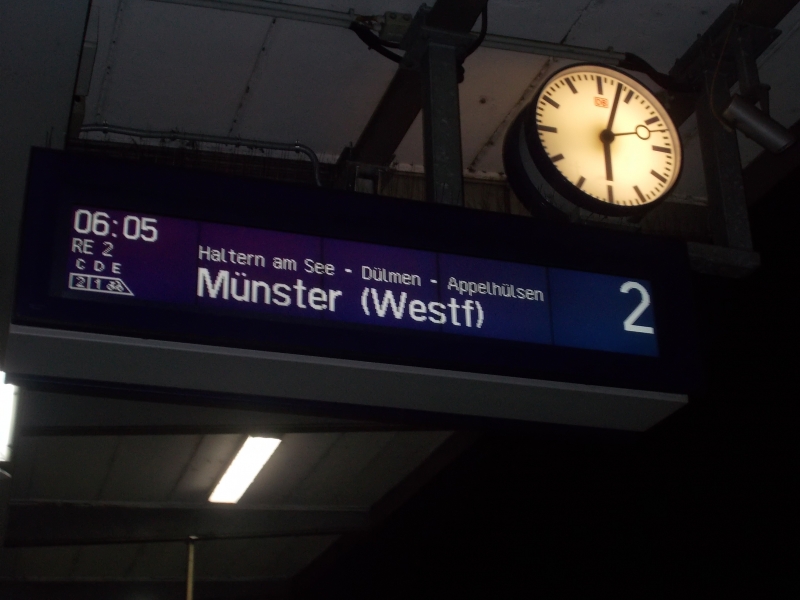 06:05
RE 2
C D E
2 1
Haltern am See - Dülmen - Appelhülsen
Münster (Westf)
2
DB